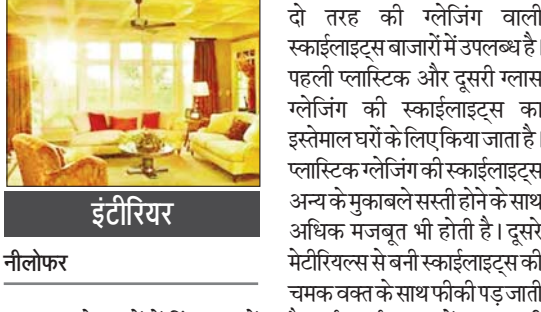 इंटीरियर
नीलोफर
दो तरह की ग्लेजिंग वाली
स्काईलाइट्स बाजारों में उपलब्ध है।
पहली प्लास्टिक और दूसरी ग्लास
ग्लेजिंग की स्काईलाइट्स का
इस्तेमाल घरों के लिए किया जाता है।
प्लास्टिक ग्लेजिंग की स्काईलाइट्स
अन्य के मुकाबले सस्ती होने के साथ
अधिक मजबूत भी होती है। दूसरे
मेटीरियल्स से बनी स्काईलाइट्स की
चमक वक्त के साथ फीकी पड़ जाती